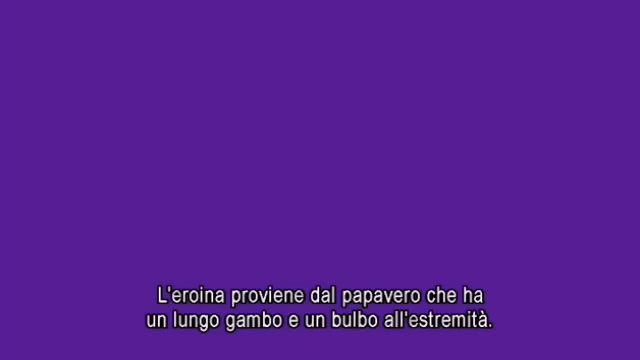 L'eroina proviene dal papavero che ha
un lungo gambo e un bulbo all'estremità.